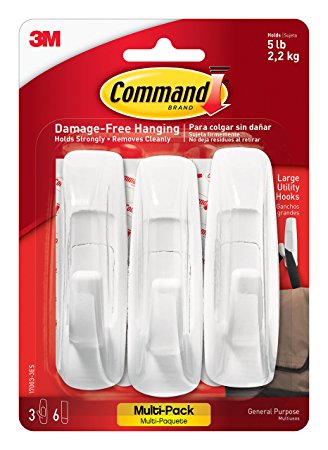 3M
Holds / Sujeta
5 lb
2,2 kg
Command
BRAND
Damage-Free Hanging
Holds Strongly • Removes Cleanly
Para colgar sin dañar
Sujeta firmemente
No deja residuos al retirar
Large
Utility
Hooks
Ganchos
grandes
17003-3ES
3
6
Multi-Pack
Multi-Paquete
General Purpose
Multiusos